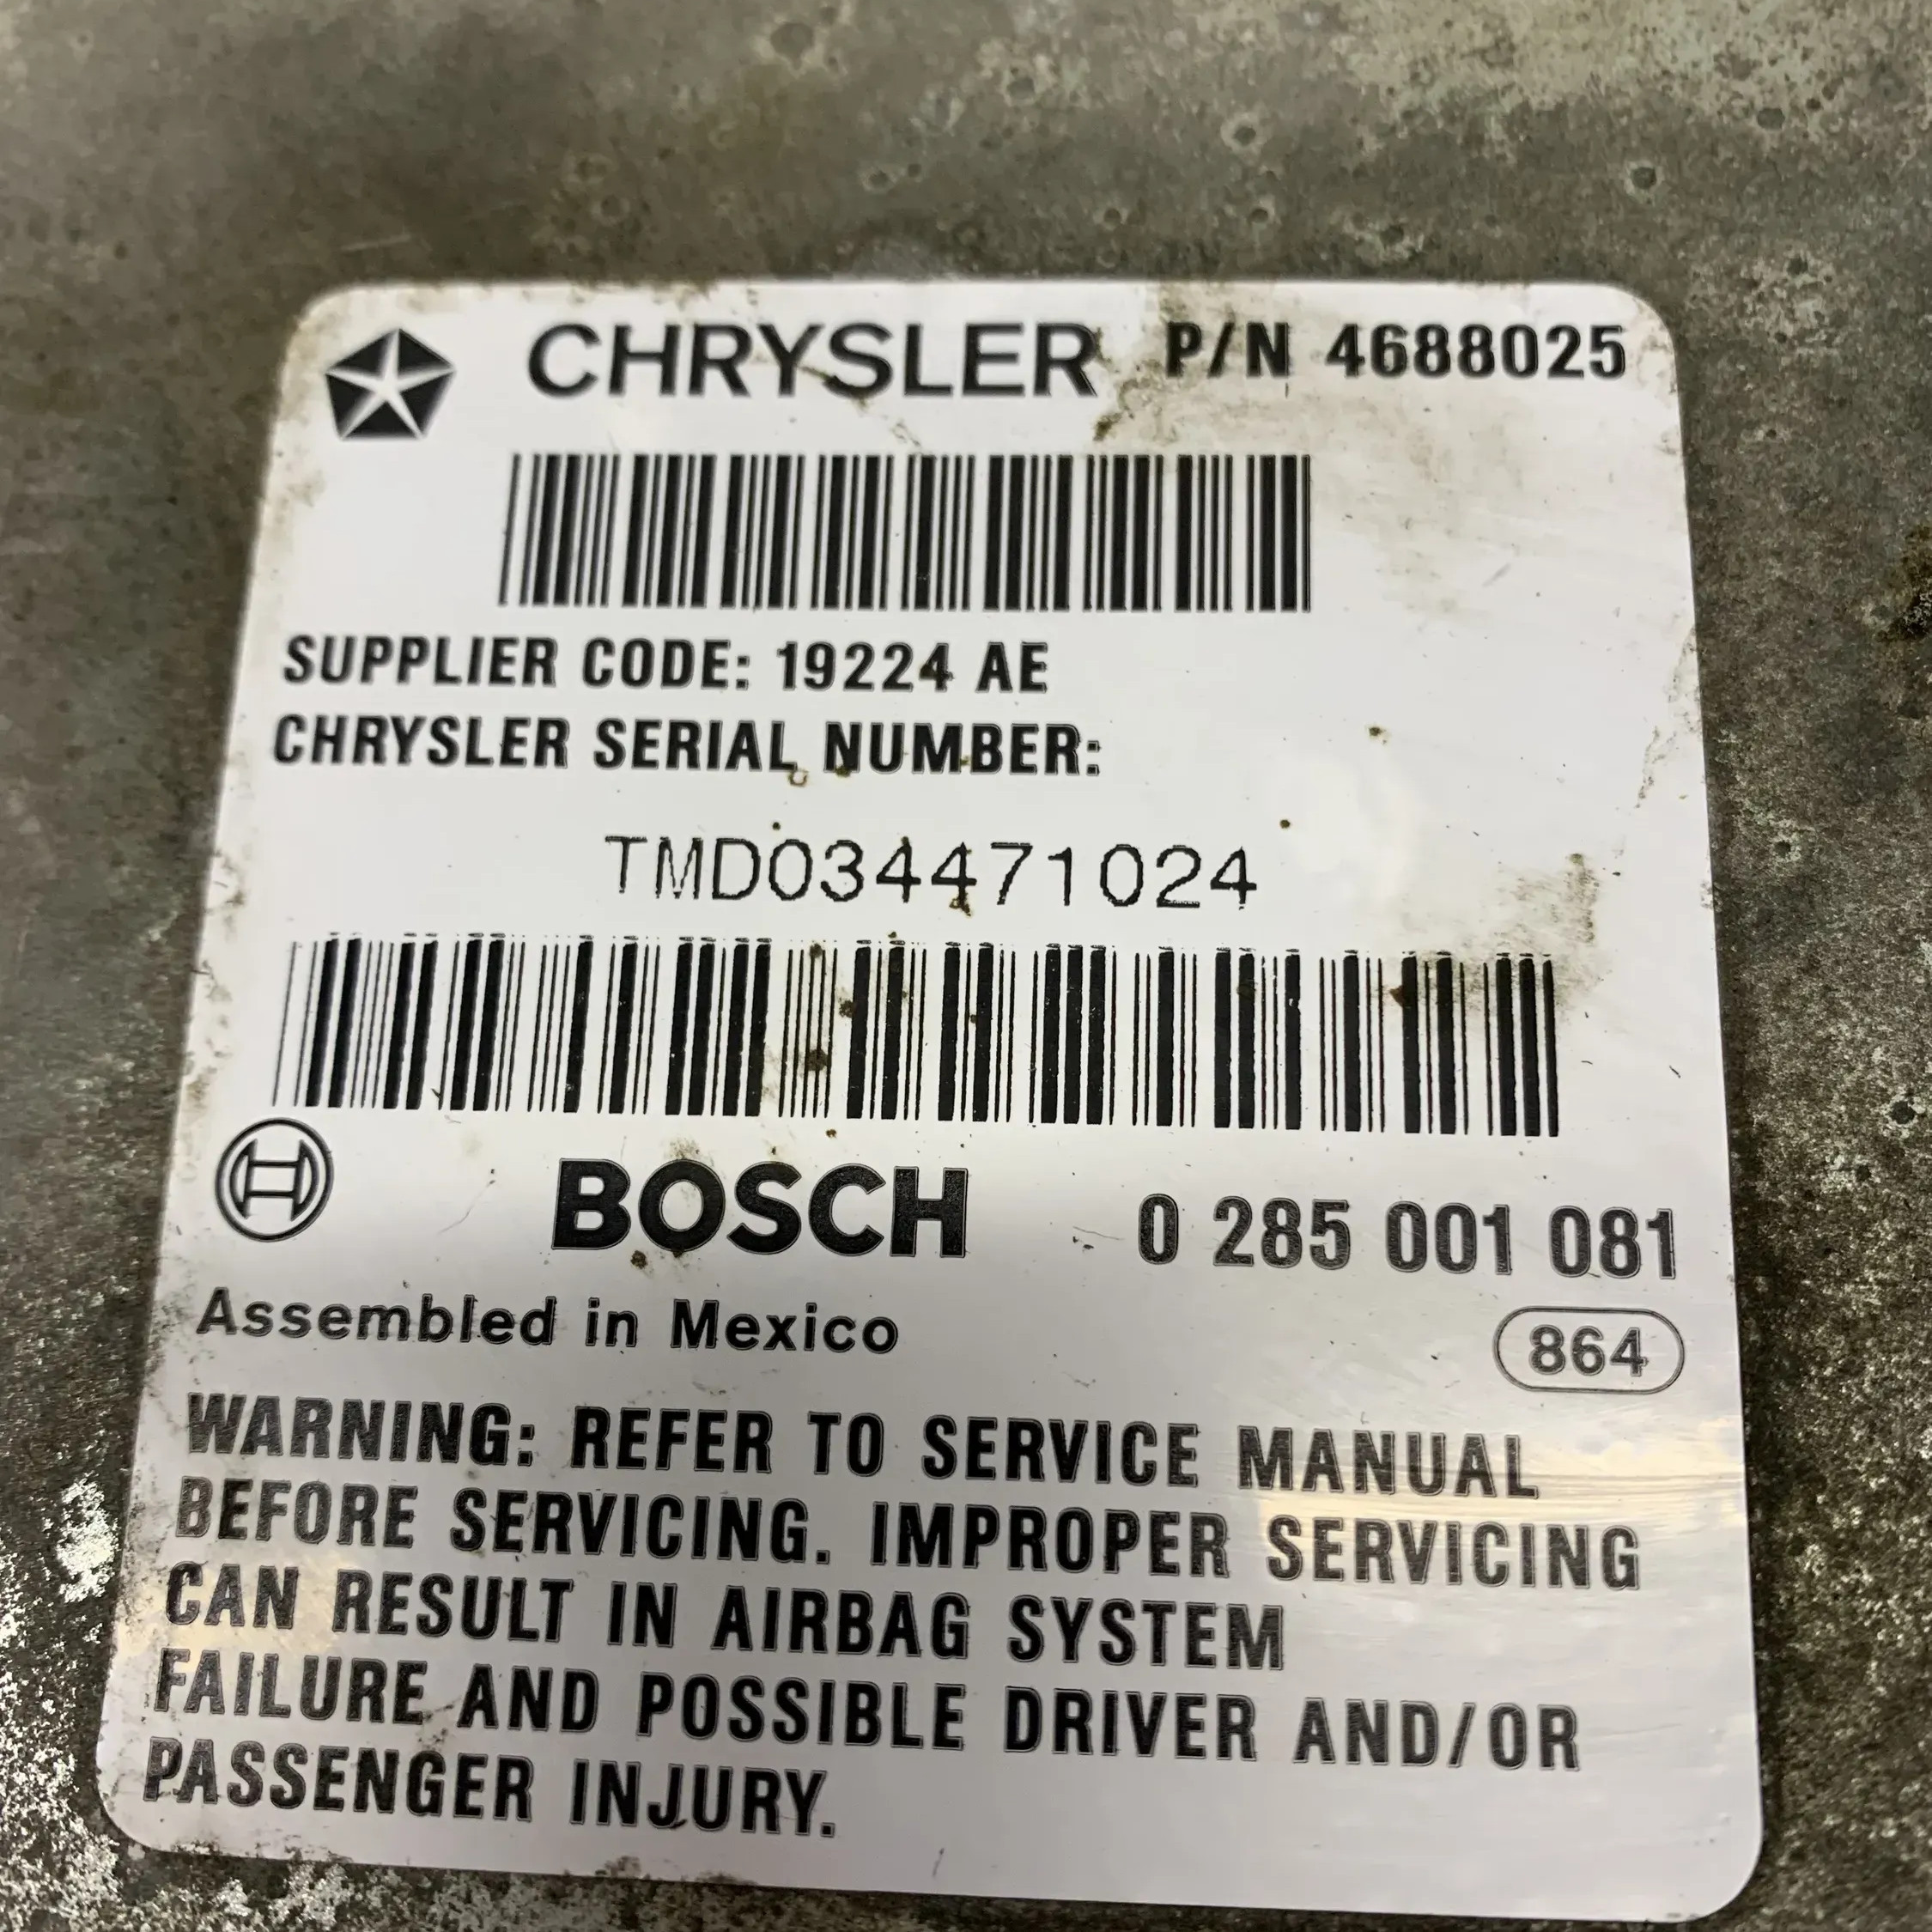 CHRYSLER P/N 4688025
SUPPLIER CODE: 19224 AE
CHRYSLER SERIAL NUMBER:
TMD034471024
BOSCH 0 285 001 081
Assembled in Mexico
864
WARNING: REFER TO SERVICE MANUAL
BEFORE SERVICING. IMPROPER SERVICING
CAN RESULT IN AIRBAG SYSTEM
FAILURE AND POSSIBLE DRIVER AND/OR
PASSENGER INJURY.